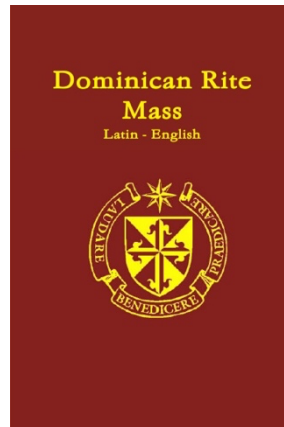 Dominican Rite
Mass
Latin - English
LAUDARE
BENEDICERE
PRAEDICARE